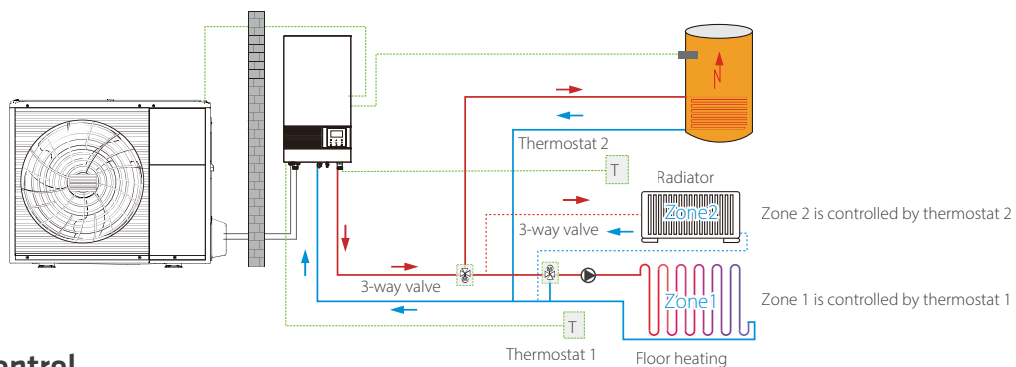 Thermostat 2
T
Radiator
Zone2
Zone 2 is controlled by thermostat 2
3-way valve
3-way valve
Zone1
Zone 1 is controlled by thermostat 1
T
Thermostat 1
Floor heating